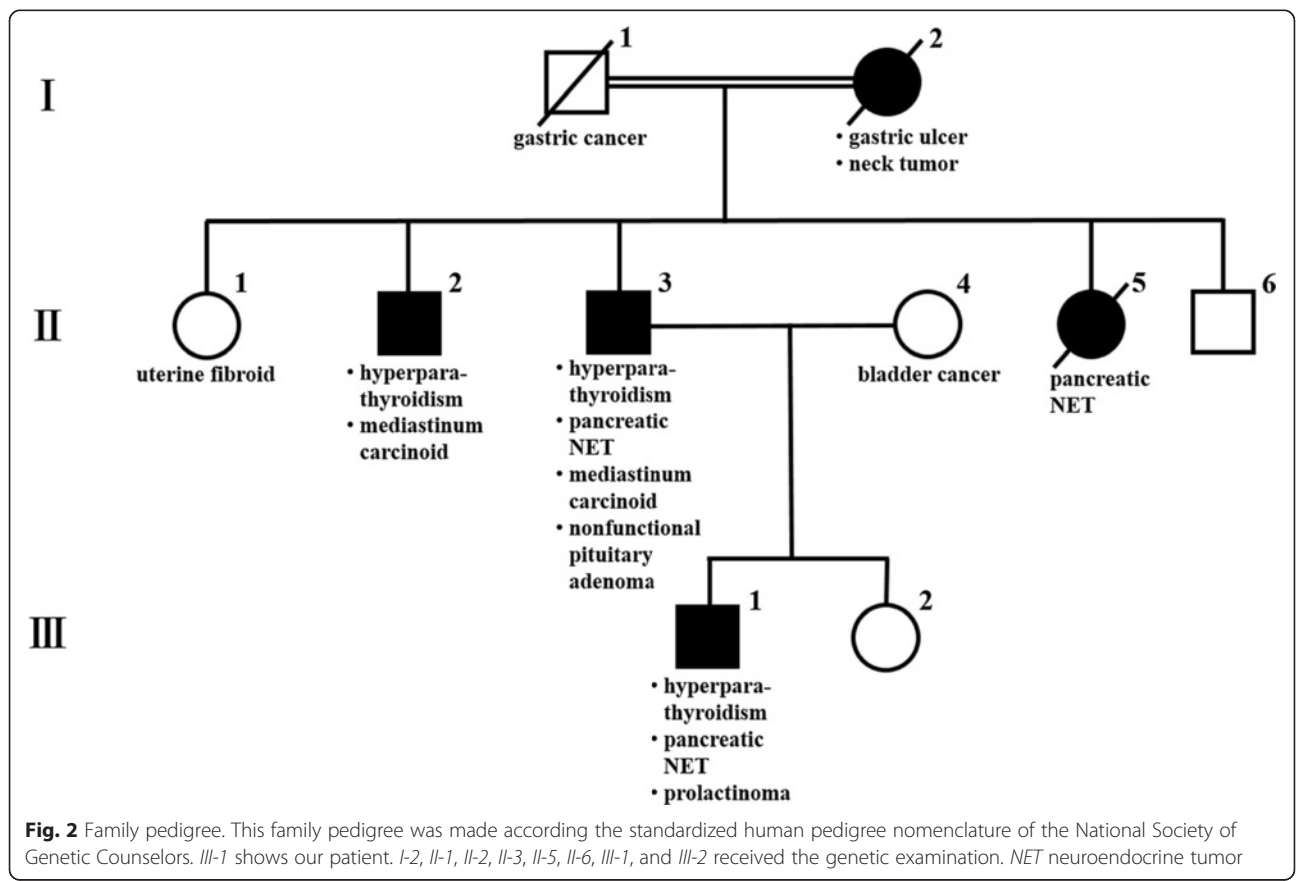 I
1
2
gastric cancer
• gastric ulcer
• neck tumor
II
1
2
3
4
5
6
uterine fibroid
• hyperpara-
thyroidism
• mediastinum
carcinoid
• hyperpara-
thyroidism
• pancreatic
NET
• mediastinum
carcinoid
• nonfunctional
pituitary
adenoma
bladder cancer
pancreatic
NET
III
1
2
• hyperpara-
thyroidism
• pancreatic
NET
• prolactinoma
Fig. 2 Family pedigree. This family pedigree was made according the standardized human pedigree nomenclature of the National Society of
Genetic Counselors. III-1 shows our patient. I-2, II-1, II-2, II-3, II-5, II-6, III-1, and III-2 received the genetic examination. NET neuroendocrine tumor